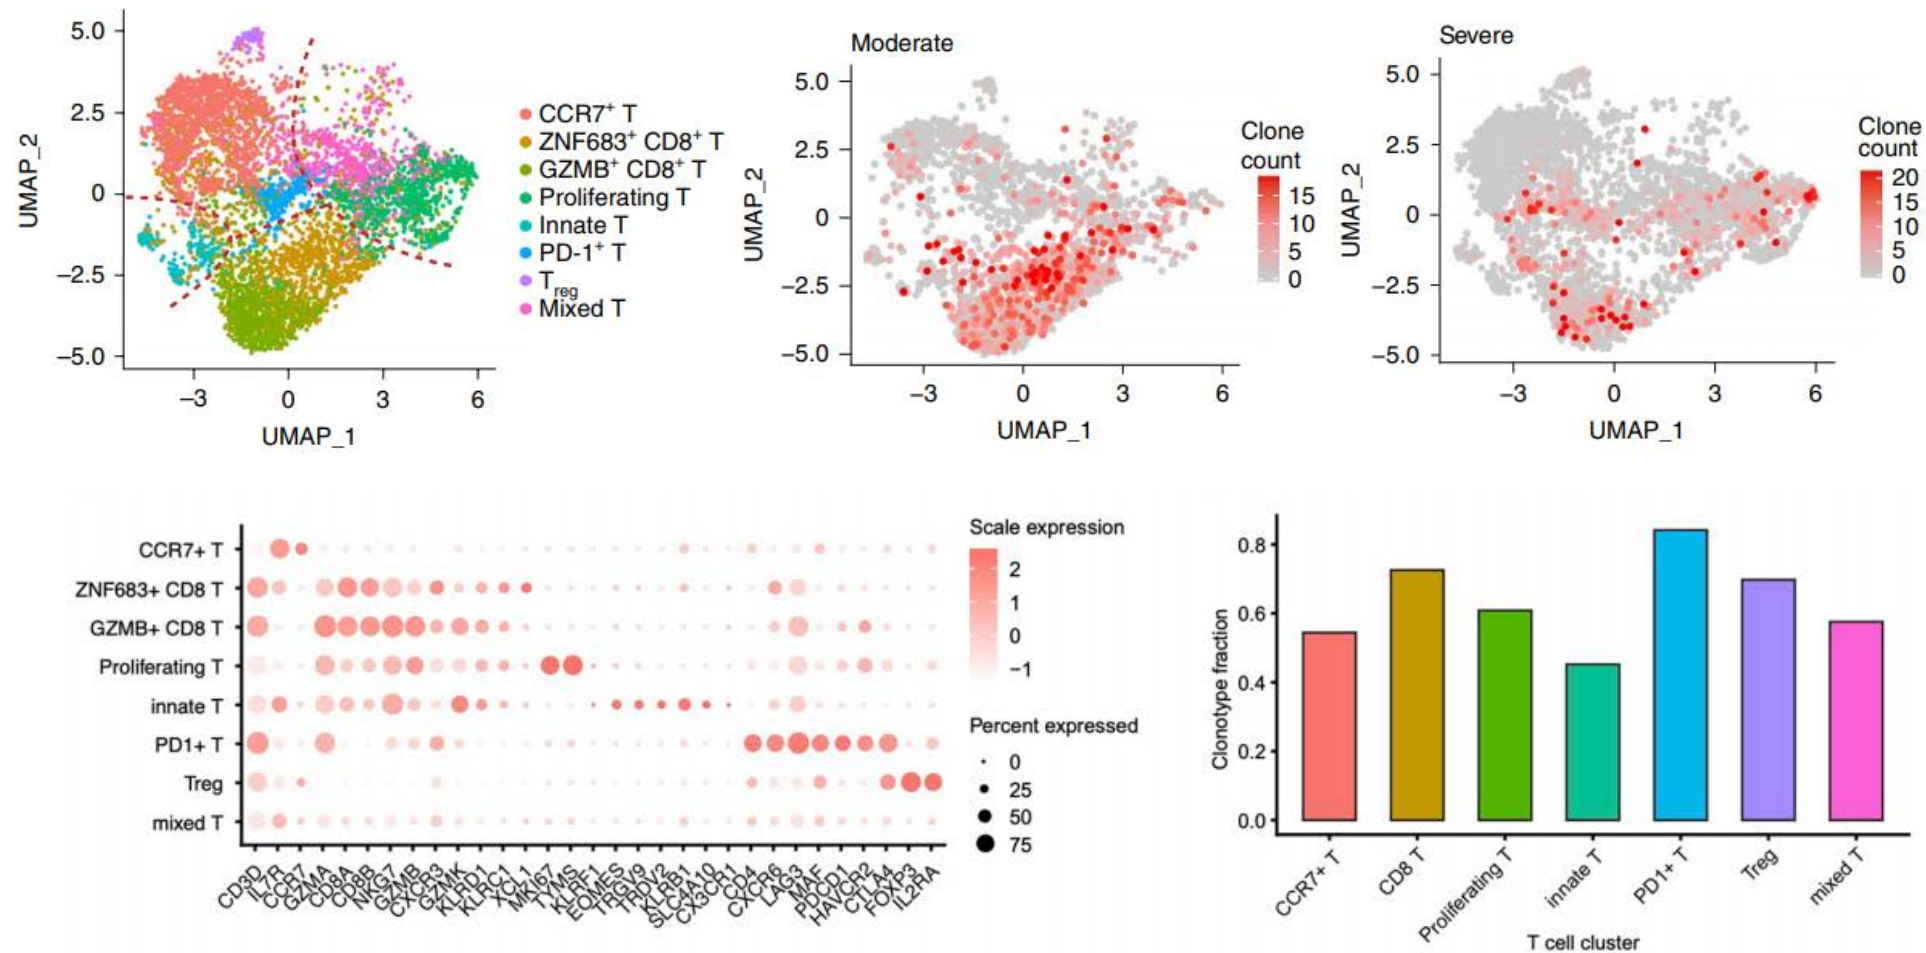 5.0
2.5
0
−2.5
−5.0
UMAP_2
−3
0
3
6
UMAP_1
CCR7⁺ T
ZNF683⁺ CD8⁺ T
GZMB⁺ CD8⁺ T
Proliferating T
Innate T
PD-1⁺ T
Treg
Mixed T
Moderate
5.0
2.5
0
−2.5
−5.0
UMAP_2
−3
0
3
6
UMAP_1
Clone
count
15
10
5
0
Severe
5.0
2.5
0
−2.5
−5.0
UMAP_2
−3
0
3
6
UMAP_1
Clone
count
20
15
10
5
0
CCR7+ T
ZNF683+ CD8 T
GZMB+ CD8 T
Proliferating T
innate T
PD1+ T
Treg
mixed T
CD3D
IL7R
CCR7
GZMA
CD8A
CD8B
NKG7
GZMB
CXCR3
GZMK
KLRD1
KLRC1
XCL1
MKI67
TYMS
KLRF1
EOMES
TRGV9
TRDV2
KLRB1
SLC4A10
CX3CR1
CD4
CXCR6
LAG3
MAF
PDCD1
HAVCR2
CTLA4
FOXP3
IL2RA
Scale expression
2
1
0
−1
Percent expressed
0
25
50
75
Clonotype fraction
0.8
0.6
0.4
0.2
0.0
CCR7+ T
CD8 T
Proliferating T
innate T
PD1+ T
Treg
mixed T
T cell cluster